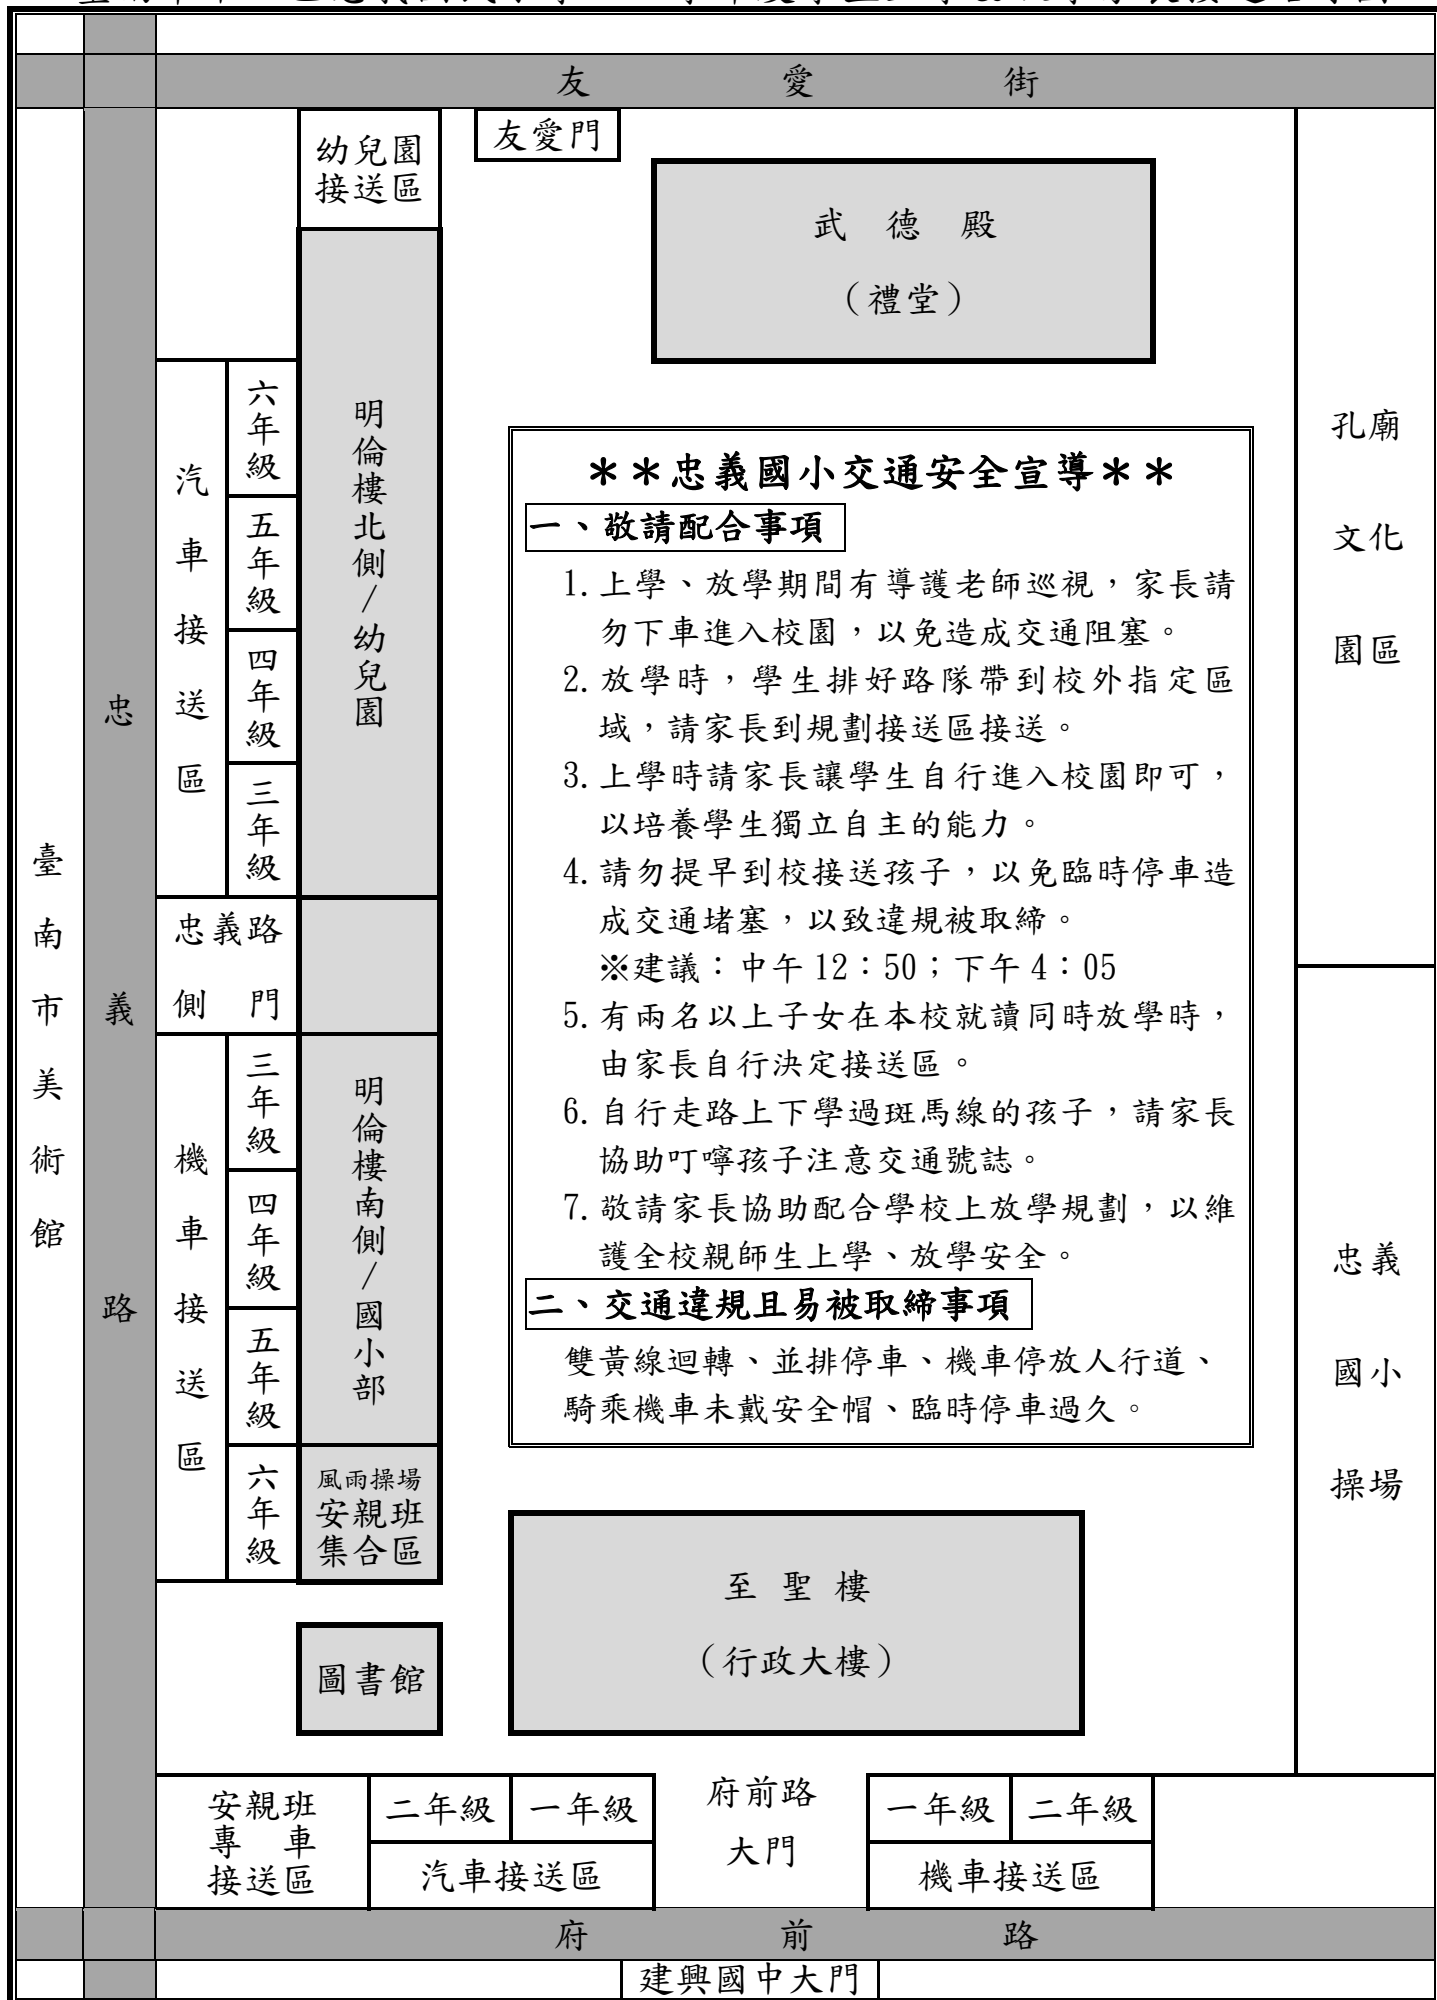 友愛街
幼兒園
接送區
友愛門
武德殿
（禮堂）
孔廟
文化
園區
汽車接送區
六年級
五年級
四年級
三年級
明倫樓北側/幼兒園
＊＊忠義國小交通安全宣導＊＊
一、敬請配合事項
1.上學、放學期間有導護老師巡視，家長請
勿下車進入校園，以免造成交通阻塞。
2.放學時，學生排好路隊帶到校外指定區
域，請家長到規劃接送區接送。
3.上學時請家長讓學生自行進入校園即可，
以培養學生獨立自主的能力。
4.請勿提早到校接送孩子，以免臨時停車造
成交通堵塞，以致違規被取締。
※建議：中午12：50；下午4：05
5.有兩名以上子女在本校就讀同時放學時，
由家長自行決定接送區。
6.自行走路上下學過斑馬線的孩子，請家長
協助叮嚀孩子注意交通號誌。
7.敬請家長協助配合學校上放學規劃，以維
護全校親師生上學、放學安全。
二、交通違規且易被取締事項
雙黃線迴轉、並排停車、機車停放人行道、
騎乘機車未戴安全帽、臨時停車過久。
臺南市美術館
忠義路
忠義路
側門
機車接送區
三年級
四年級
五年級
六年級
明倫樓南側/國小部
風雨操場
安親班
集合區
忠義
國小
操場
至聖樓
（行政大樓）
圖書館
安親班
專車
接送區
二年級
一年級
汽車接送區
府前路
大門
一年級
二年級
機車接送區
府前路
建興國中大門